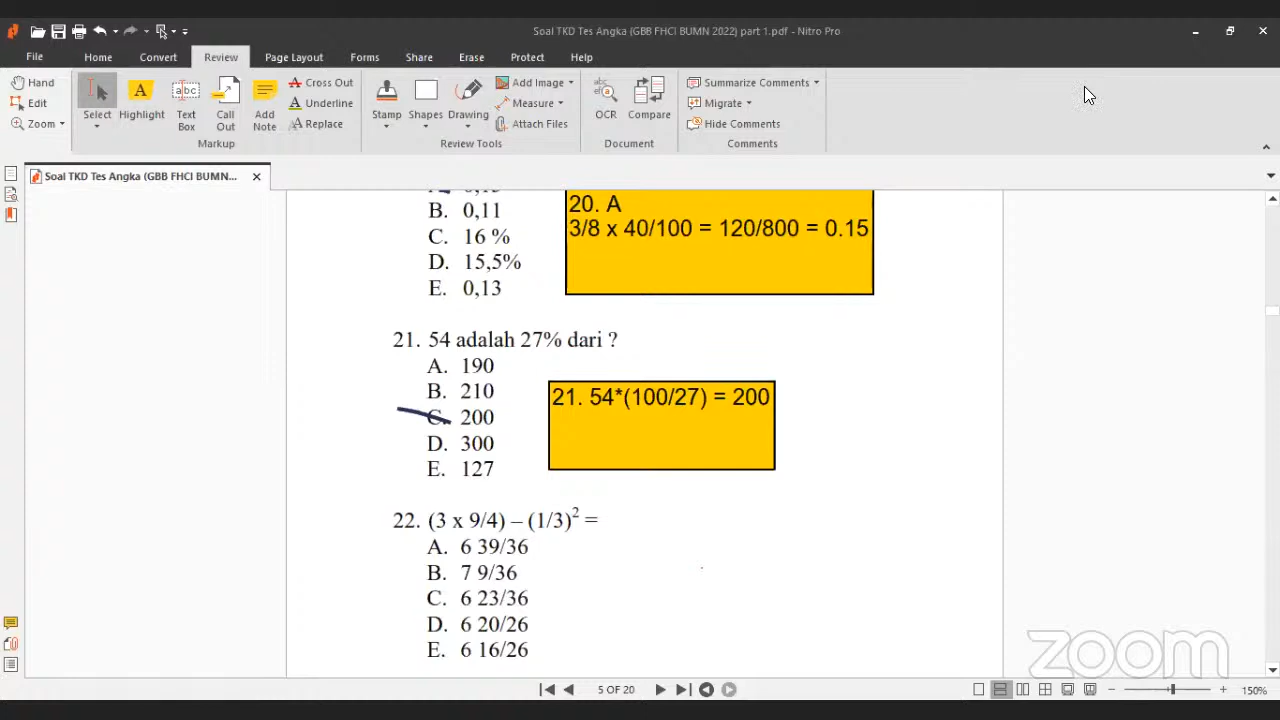 Soal TKD Tes Angka (GBB FHCI BUMN 2022) part 1.pdf - Nitro Pro
File Home Convert Review Page Layout Forms Share Erase Protect Help
Hand
Edit
Zoom
Select
Highlight
Text Box
Call Out
Add Note
Cross Out
Underline
Replace
Markup
Stamp
Shapes
Drawing
Add Image
Measure
Attach Files
Review Tools
OCR
Compare
Document
Summarize Comments
Migrate
Hide Comments
Comments
Soal TKD Tes Angka (GBB FHCI BUMN...
B. 0,11
C. 16 %
D. 15,5%
E. 0,13
20. A
3/8 x 40/100 = 120/800 = 0.15
21. 54 adalah 27% dari ?
A. 190
B. 210
C. 200
D. 300
E. 127
21. 54*(100/27) = 200
22. (3 x 9/4) – (1/3)² =
A. 6 39/36
B. 7 9/36
C. 6 23/36
D. 6 20/26
E. 6 16/26
zoom
5 OF 20
150%